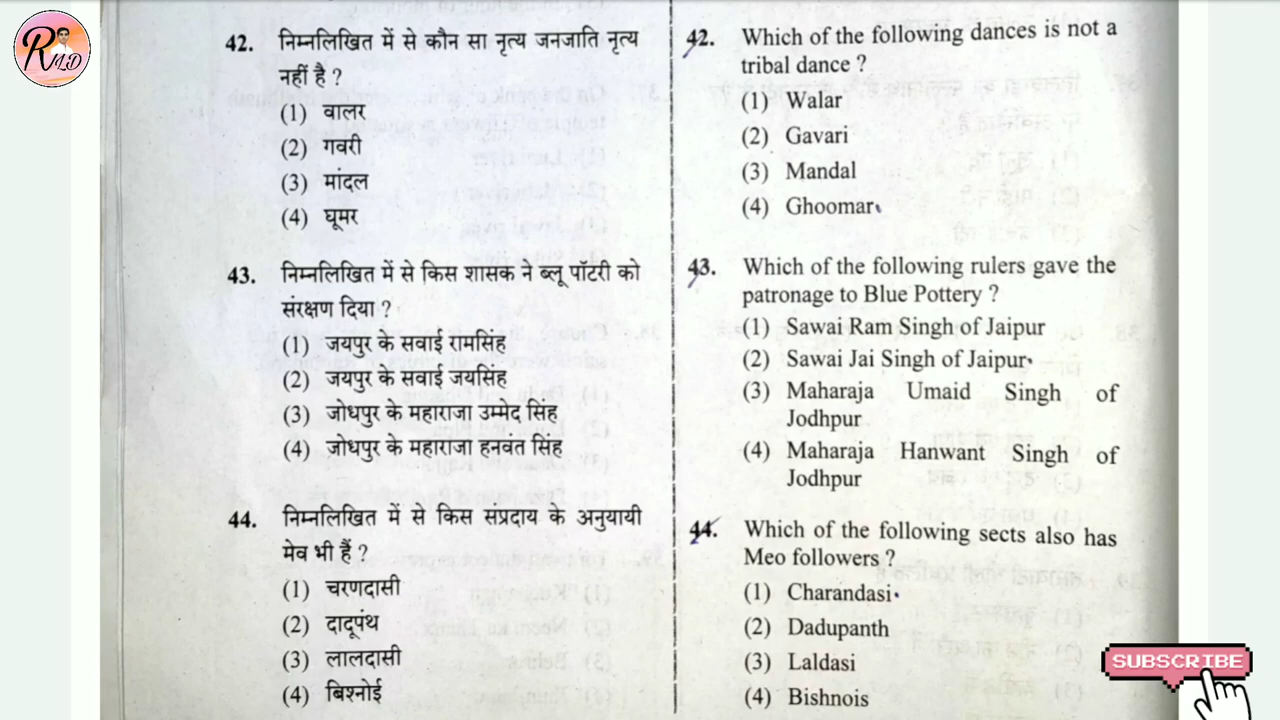 RMD
42. निम्नलिखित में से कौन सा नृत्य जनजाति नृत्य
नहीं है ?
(1) वालर
(2) गवरी
(3) मांदल
(4) घूमर
43. निम्नलिखित में से किस शासक ने ब्लू पॉटरी को
संरक्षण दिया ?
(1) जयपुर के सवाई रामसिंह
(2) जयपुर के सवाई जयसिंह
(3) जोधपुर के महाराजा उम्मेद सिंह
(4) जोधपुर के महाराजा हनवंत सिंह
44. निम्नलिखित में से किस संप्रदाय के अनुयायी
मेव भी हैं ?
(1) चरणदासी
(2) दादूपंथ
(3) लालदासी
(4) बिश्नोई
42. Which of the following dances is not a
tribal dance ?
(1) Walar
(2) Gavari
(3) Mandal
(4) Ghoomar
43. Which of the following rulers gave the
patronage to Blue Pottery ?
(1) Sawai Ram Singh of Jaipur
(2) Sawai Jai Singh of Jaipur
(3) Maharaja Umaid Singh of
Jodhpur
(4) Maharaja Hanwant Singh of
Jodhpur
44. Which of the following sects also has
Meo followers ?
(1) Charandasi
(2) Dadupanth
(3) Laldasi
(4) Bishnois
SUBSCRIBE